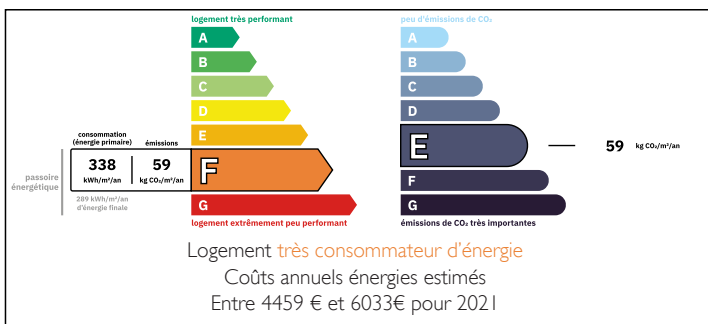 logement très performant
A
B
C
D
E
consommation
(énergie primaire)
émissions
passoire
énergétique
338
kWh/m²/an
59
kg CO₂/m²/an
F
289 kWh/m²/an
d'énergie finale
G
logement extrêmement peu performant
peu d'émissions de CO₂
A
B
C
D
E
59 kg CO₂/m²/an
F
G
émissions de CO₂ très importantes
Logement très consommateur d'énergie
Coûts annuels énergies estimés
Entre 4459 € et 6033€ pour 2021